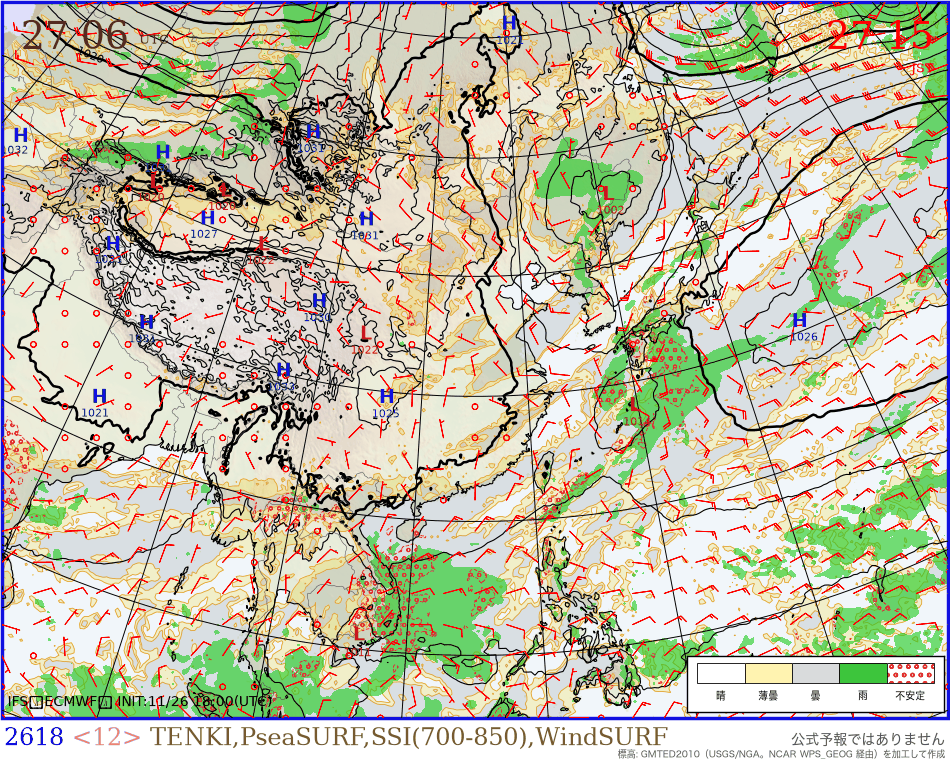 27 06 UTC
27 15
JST
H
1021
H
1032
H
1031
H
H
1027
H
1031
L
H
H
H
L
1022
H
1021
H
1025
L
1002
H
1026
L
L
IFS□(ECMWF□) INIT:11/26 18:00(UTC)
晴 薄曇 曇 雨 不安定
2618 <12> TENKI,PseaSURF,SSI(700-850),WindSURF
公式予報ではありません
標高: GMTED2010（USGS/NGA。NCAR WPS_GEOG 経由）を加工して作成